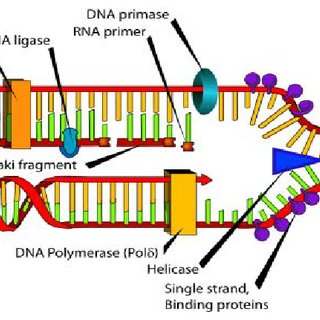 DNA primase
RNA primer
ligase
fragment
DNA Polymerase (Polδ)
Helicase
Single strand,
Binding proteins